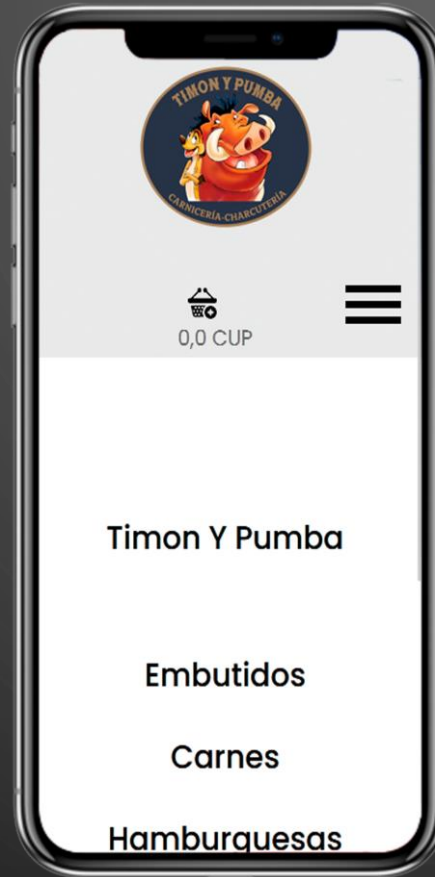 TIMON Y PUMBA
CARNICERÍA-CHARCUTERÍA
0,0 CUP
Timon Y Pumba
Embutidos
Carnes
Hamburguesas